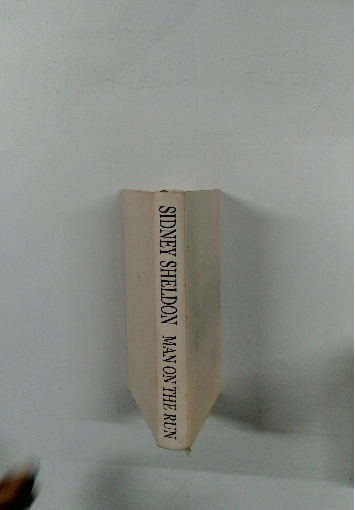 SIDNEY SHELDON MAN ON THE RUN